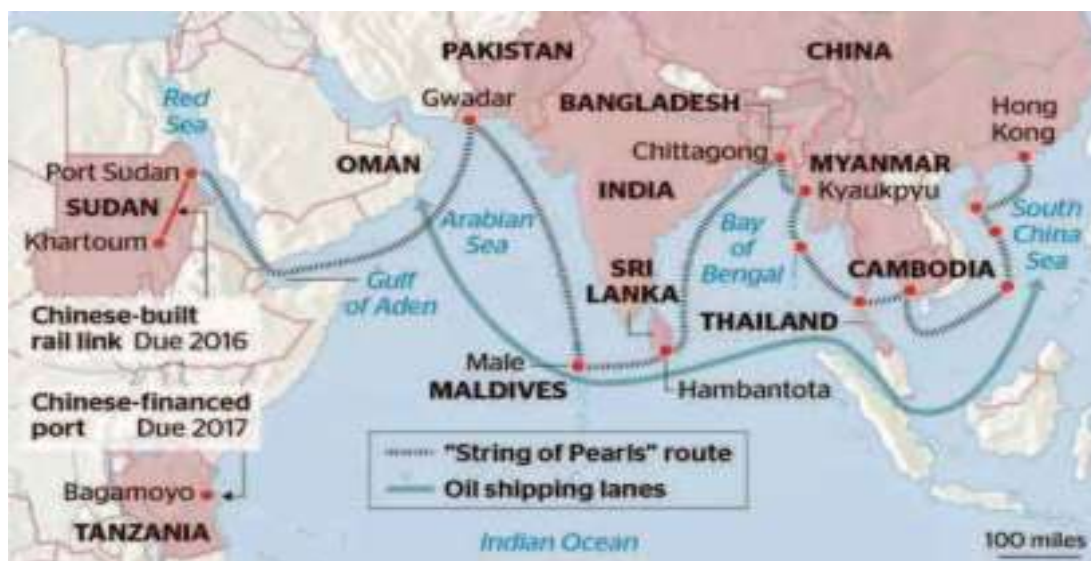 PAKISTAN
CHINA
Red
Sea
Gwadar
BANGLADESH
Hong
Kong
Port Sudan
OMAN
Chittagong
MYANMAR
SUDAN
INDIA
Kyaukpyu
Khartoum
Arabian
Sea
Bay
of
Bengal
South
China
Sea
Gulf
of Aden
SRI
LANKA
CAMBODIA
Chinese-built
rail link Due 2016
THAILAND
Male
MALDIVES
Hambantota
Chinese-financed
port Due 2017
"String of Pearls" route
Oil shipping lanes
Bagamoyo
TANZANIA
Indian Ocean
100 miles